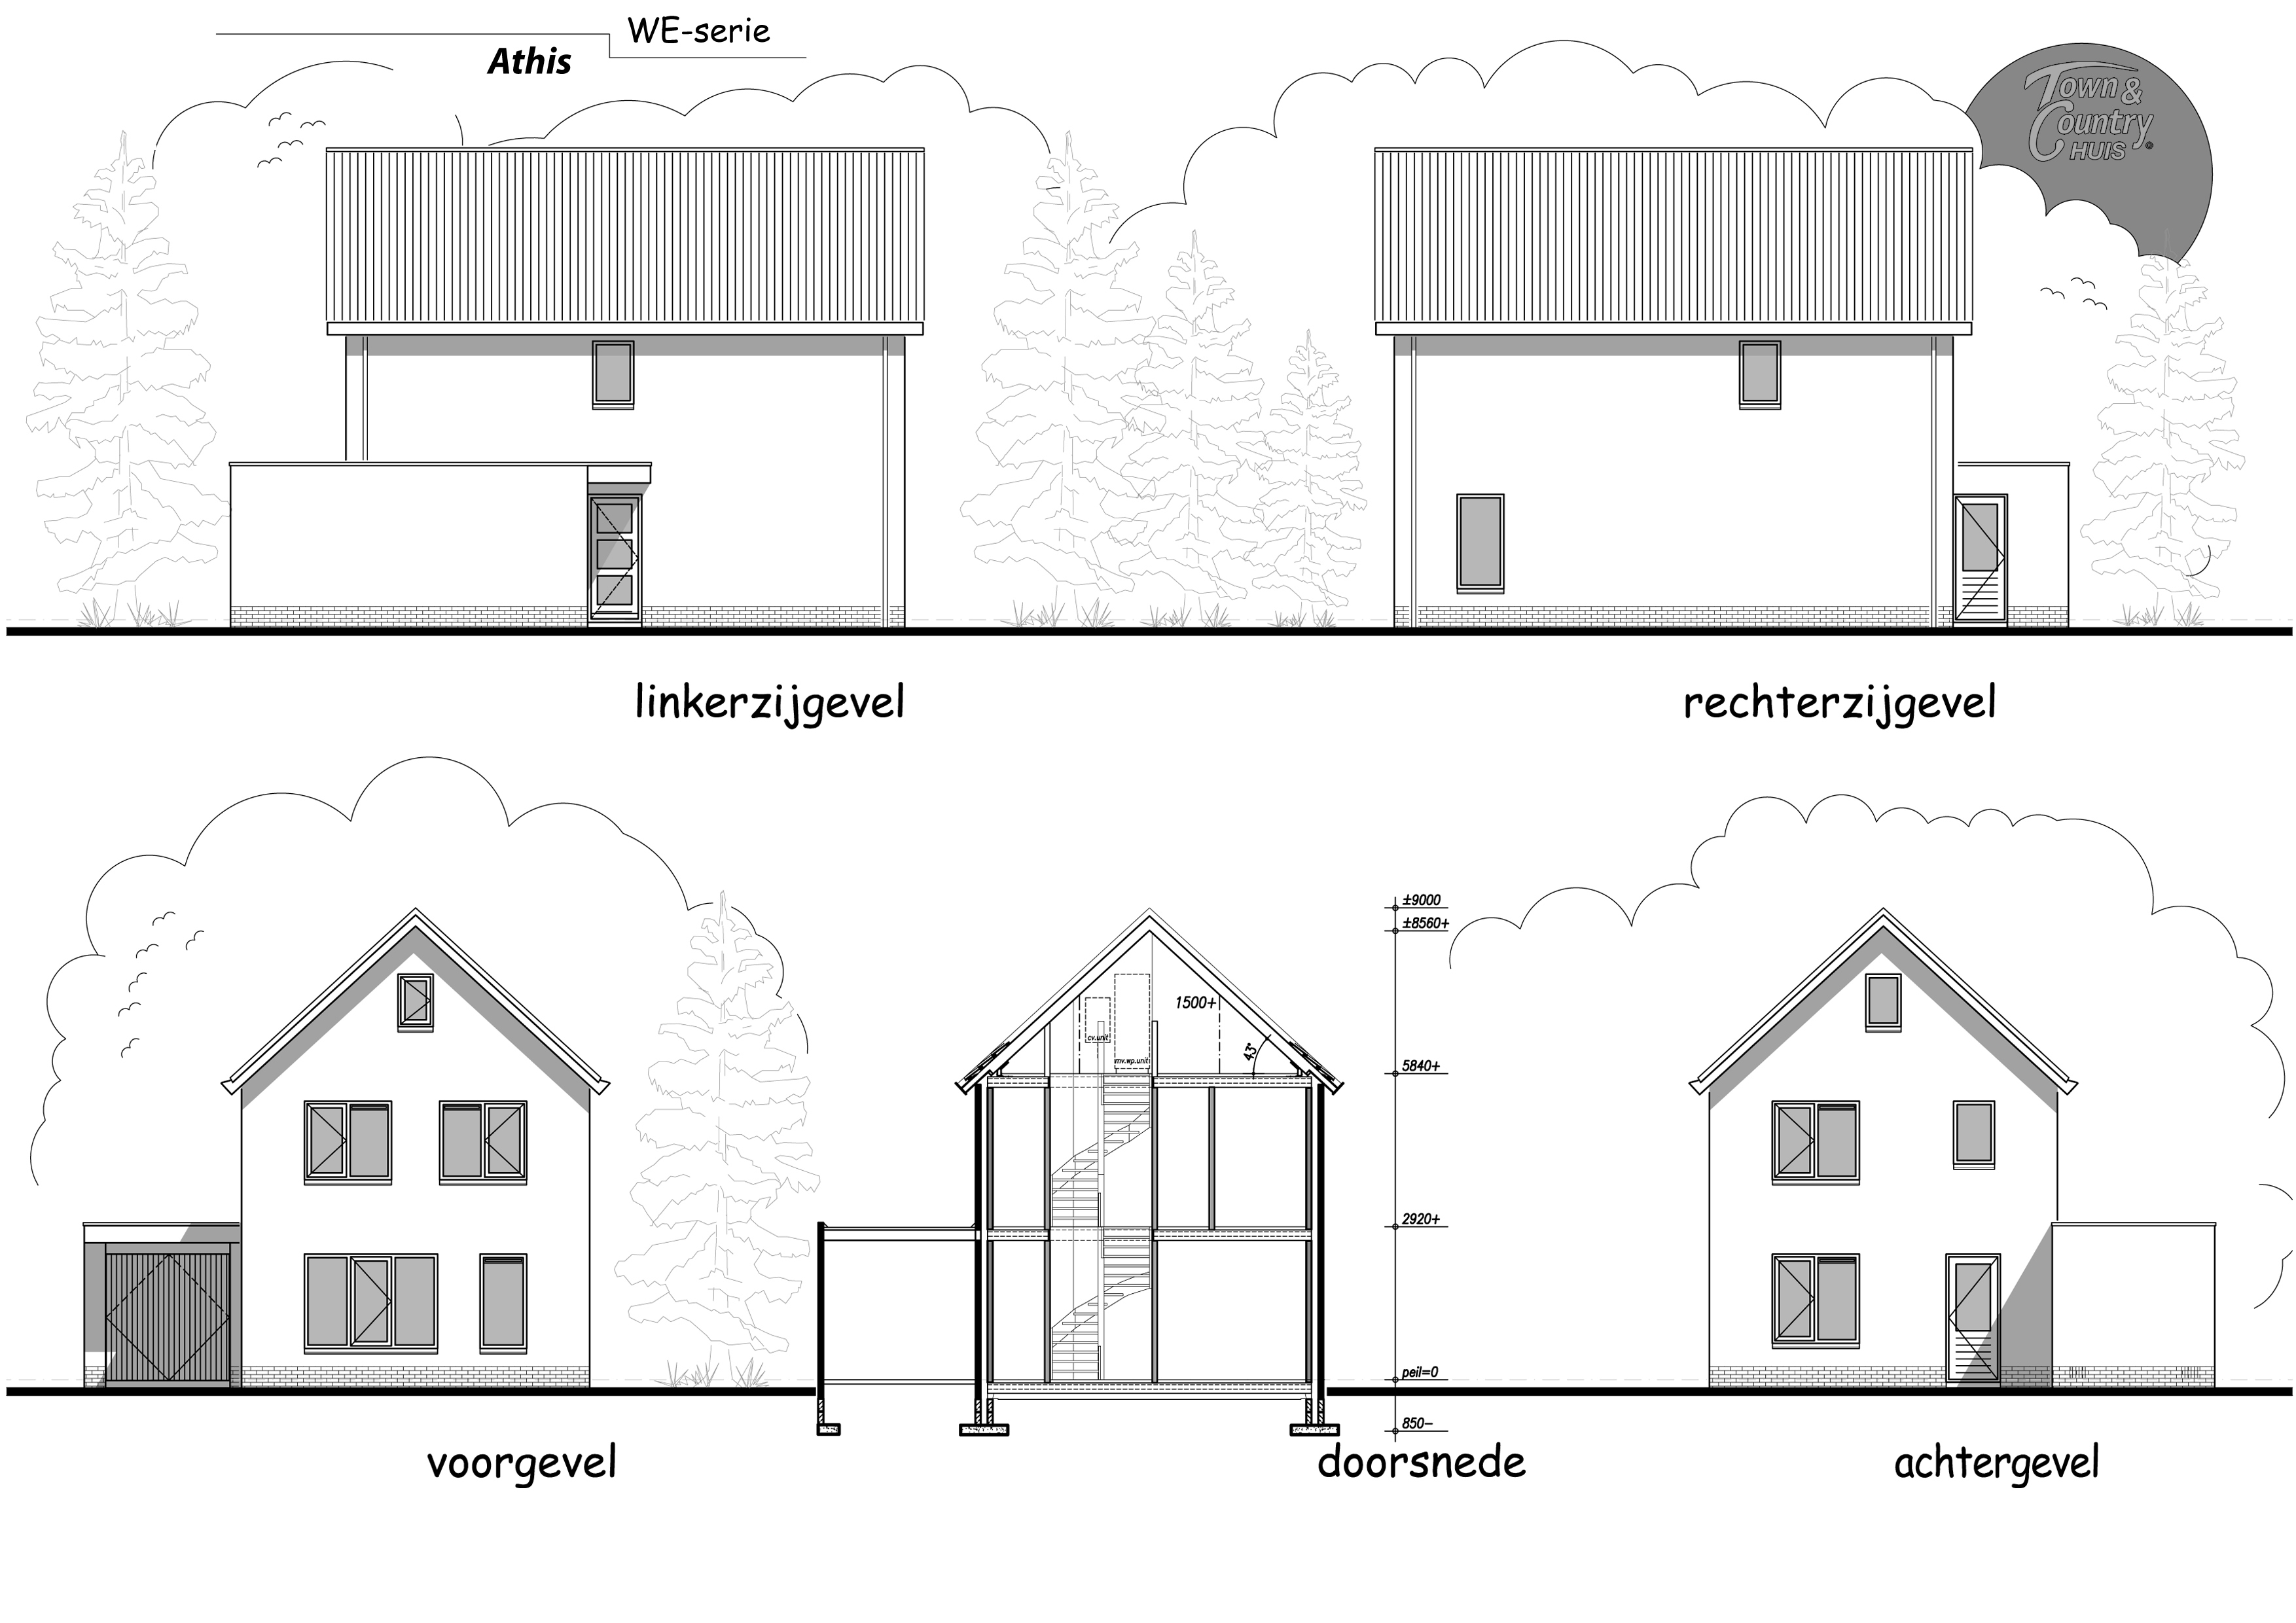 WE-serie
Athis
Town &
Country
HUIS®
linkerzijgevel
rechterzijgevel
±9000
±8560+
1500+
cv.unit
43°
mv.wp.unit
5840+
2920+
peil=0
850-
voorgevel
doorsnede
achtergevel